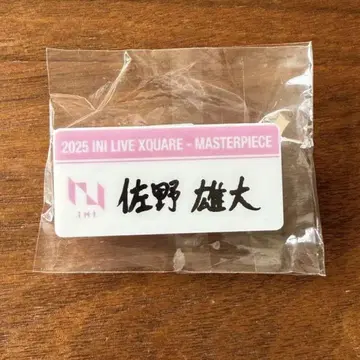 2025 INI LIVE XQUARE - MASTERPIECE
佐野 雄大
INI